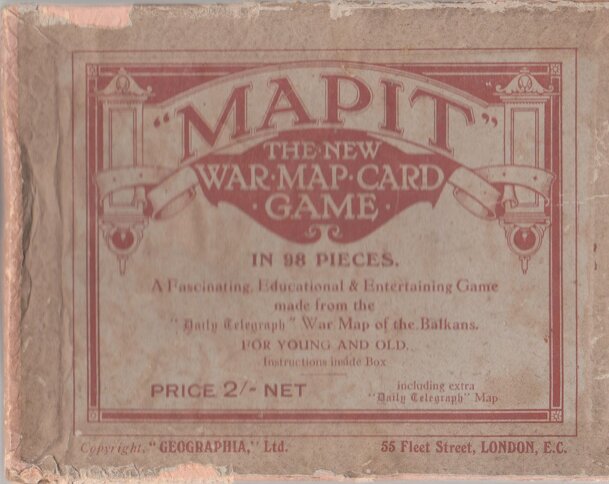 "MAPIT"
THE·NEW
WAR·MAP·CARD
·GAME·
IN 98 PIECES.
A Fascinating, Educational & Entertaining Game
made from the
"Daily Telegraph" War Map of the Balkans.
FOR YOUNG AND OLD.
Instructions inside Box
PRICE 2/- NET
including extra
"Daily Telegraph" Map
Copyright, "GEOGRAPHIA," Ltd.
55 Fleet Street, LONDON, E.C.